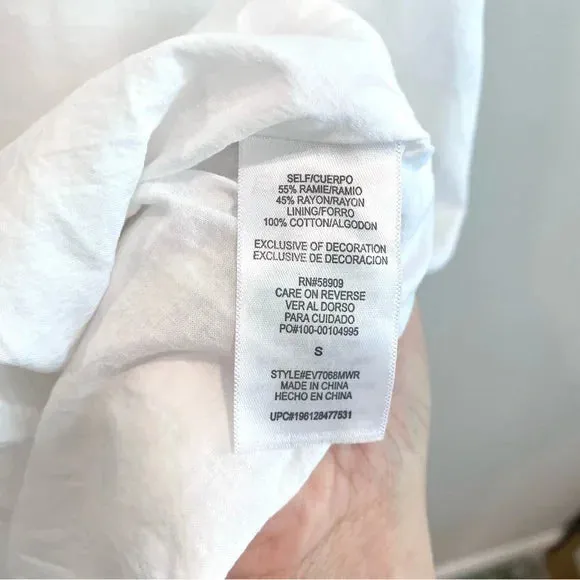 SELF/CUERPO
55% RAMIE/RAMIO
45% RAYON/RAYON
LINING/FORRO
100% COTTON/ALGODON
EXCLUSIVE OF DECORATION
EXCLUSIVE DE DECORACION
RN#58909
CARE ON REVERSE
VER AL DORSO
PARA CUIDADO
PO#100-00104995
S
STYLE#EV7068MWR
MADE IN CHINA
HECHO EN CHINA
UPC#196128477531